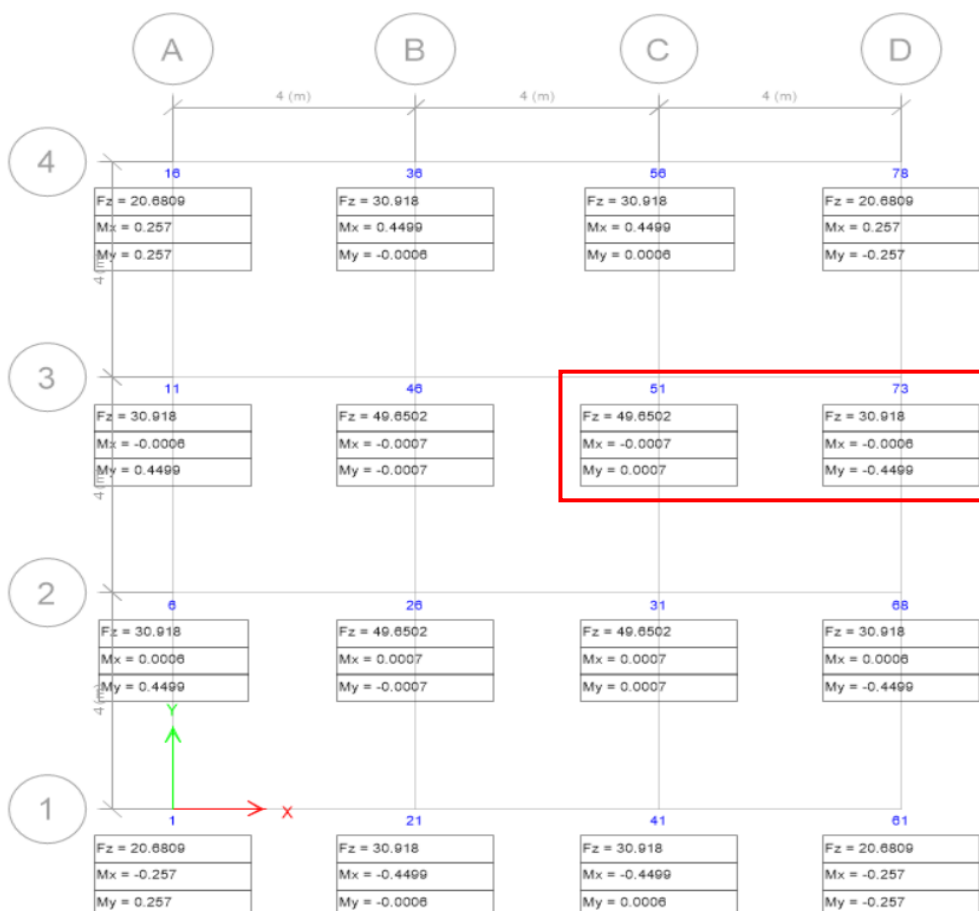 A B C D
4 (m) 4 (m) 4 (m)
4
16 36 56 78
Fz = 20.6809 Fz = 30.918 Fz = 30.918 Fz = 20.6809
Mx = 0.257 Mx = 0.4499 Mx = 0.4499 Mx = 0.257
My = 0.257 My = -0.0006 My = 0.0006 My = -0.257
4 (m)
3
11 46 51 73
Fz = 30.918 Fz = 49.6502 Fz = 49.6502 Fz = 30.918
Mx = -0.0006 Mx = -0.0007 Mx = -0.0007 Mx = -0.0006
My = 0.4499 My = -0.0007 My = 0.0007 My = -0.4499
4 (m)
2
6 26 31 68
Fz = 30.918 Fz = 49.6502 Fz = 49.6502 Fz = 30.918
Mx = 0.0006 Mx = 0.0007 Mx = 0.0007 Mx = 0.0006
My = 0.4499 My = -0.0007 My = 0.0007 My = -0.4499
4 (m)
Y
1
X
1 21 41 61
Fz = 20.6809 Fz = 30.918 Fz = 30.918 Fz = 20.6809
Mx = -0.257 Mx = -0.4499 Mx = -0.4499 Mx = -0.257
My = 0.257 My = -0.0006 My = 0.0006 My = -0.257